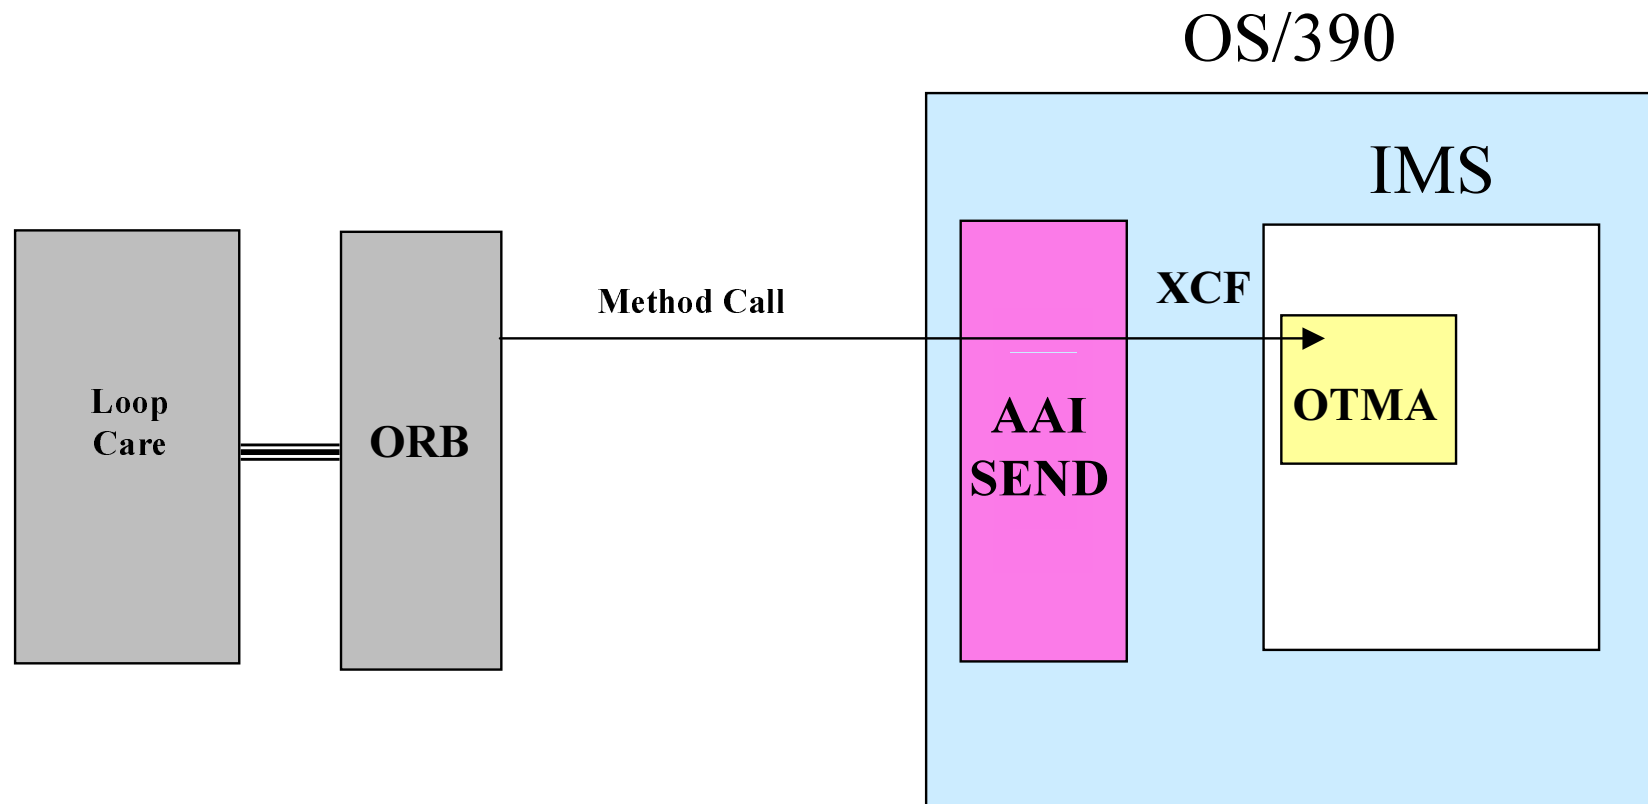 OS/390
IMS
Method Call
XCF
Loop
Care
ORB
AAI
SEND
OTMA